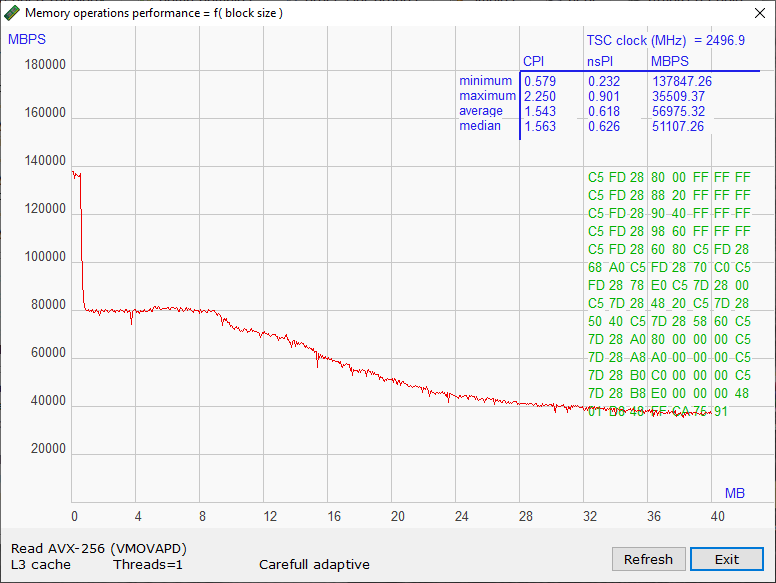 Memory operations performance = f( block size )
MBPS
TSC clock (MHz) = 2496.9
CPI nsPI MBPS
minimum 0.579 0.232 137847.26
maximum 2.250 0.901 35509.37
average 1.543 0.618 56975.32
median 1.563 0.626 51107.26
180000
160000
140000
120000
100000
80000
60000
40000
20000
C5 FD 28 80 00 FF FF FF
C5 FD 28 88 20 FF FF FF
C5 FD 28 90 40 FF FF FF
C5 FD 28 98 60 FF FF FF
C5 FD 28 60 80 C5 FD 28
68 A0 C5 FD 28 70 C0 C5
FD 28 78 E0 C5 7D 28 00
C5 7D 28 48 20 C5 7D 28
50 40 C5 7D 28 58 60 C5
7D 28 A0 80 00 00 00 C5
7D 28 A8 A0 00 00 00 C5
7D 28 B0 C0 00 00 00 C5
7D 28 B8 E0 00 00 00 48
48 FF CA 75 91
MB
0 4 8 12 16 20 24 28 32 36 40
Read AVX-256 (VMOVAPD)
L3 cache Threads=1 Carefull adaptive
Refresh Exit